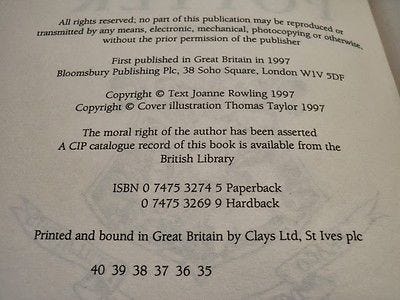 All rights reserved; no part of this publication may be reproduced or
transmitted by any means, electronic, mechanical, photocopying or otherwise,
without the prior permission of the publisher
First published in Great Britain in 1997
Bloomsbury Publishing Plc, 38 Soho Square, London W1V 5DF
Copyright © Text Joanne Rowling 1997
Copyright © Cover illustration Thomas Taylor 1997
The moral right of the author has been asserted
A CIP catalogue record of this book is available from the
British Library
ISBN 0 7475 3274 5 Paperback
0 7475 3269 9 Hardback
Printed and bound in Great Britain by Clays Ltd, St Ives plc
40 39 38 37 36 35